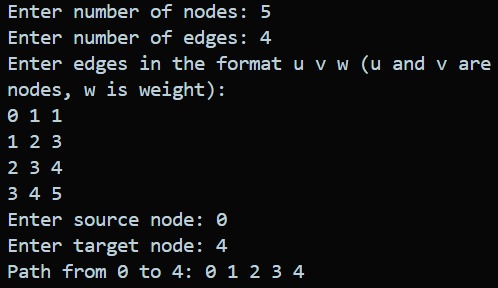 Enter number of nodes: 5
Enter number of edges: 4
Enter edges in the format u v w (u and v are
nodes, w is weight):
0 1 1
1 2 3
2 3 4
3 4 5
Enter source node: 0
Enter target node: 4
Path from 0 to 4: 0 1 2 3 4